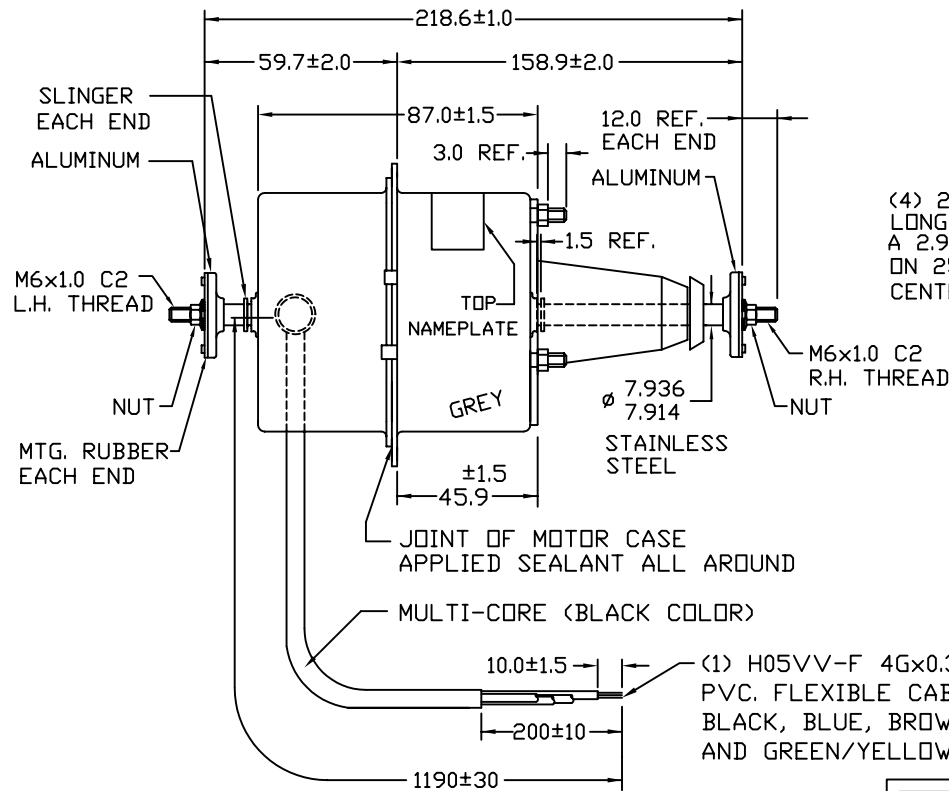 218.6±1.0
59.7±2.0
158.9±2.0
SLINGER
EACH END
87.0±1.5
12.0 REF.
EACH END
3.0 REF.
ALUMINUM
ALUMINUM
(4) 2
LONG
A 2.9
ON 2
CENT
1.5 REF.
M6x1.0 C2
L.H. THREAD
TOP
NAMEPLATE
M6x1.0 C2
R.H. THREAD
NUT
GREY
ø 7.936
7.914
NUT
MTG. RUBBER
EACH END
STAINLESS
STEEL
±1.5
45.9
JOINT OF MOTOR CASE
APPLIED SEALANT ALL AROUND
MULTI-CORE (BLACK COLOR)
10.0±1.5
(1) H05VV-F 4Gx0.3
PVC. FLEXIBLE CAB
BLACK, BLUE, BROW
AND GREEN/YELLOW
200±10
1190±30